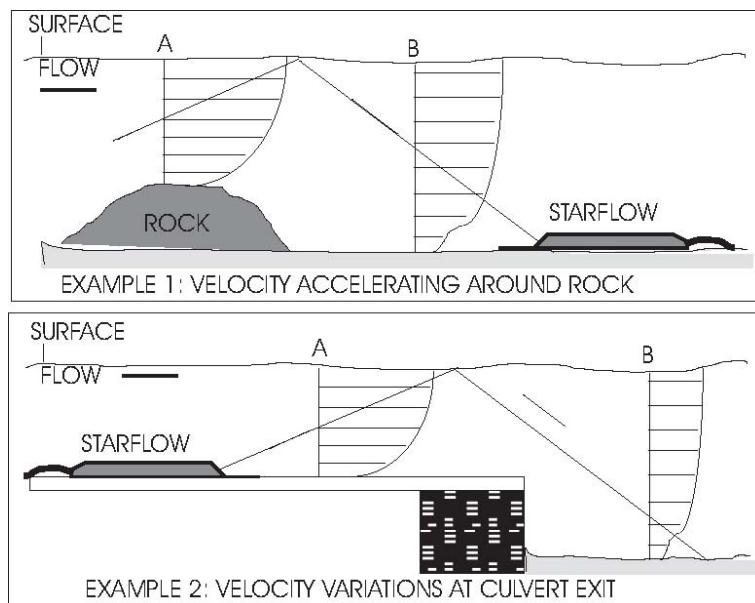 SURFACE
A
B
FLOW
ROCK
STARFLOW
EXAMPLE 1: VELOCITY ACCELERATING AROUND ROCK
SURFACE
A
B
FLOW
STARFLOW
EXAMPLE 2: VELOCITY VARIATIONS AT CULVERT EXIT